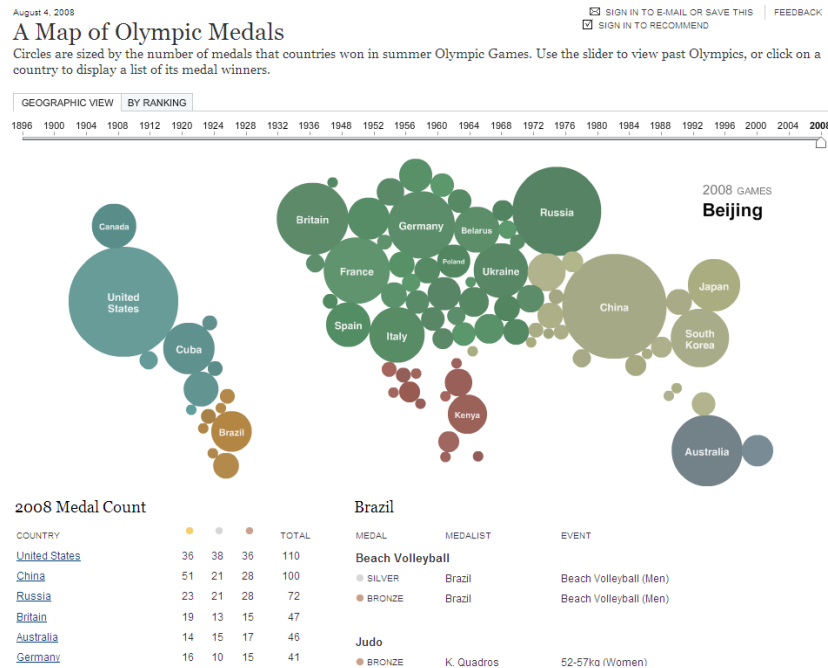 August 4, 2008
SIGN IN TO E-MAIL OR SAVE THIS
FEEDBACK
SIGN IN TO RECOMMEND
A Map of Olympic Medals
Circles are sized by the number of medals that countries won in summer Olympic Games. Use the slider to view past Olympics, or click on a
country to display a list of its medal winners.
GEOGRAPHIC VIEW BY RANKING
1896 1900 1904 1908 1912 1920 1924 1928 1932 1936 1948 1952 1956 1960 1964 1968 1972 1976 1980 1984 1988 1992 1996 2000 2004 2008
2008 GAMES
Beijing
Canada
United
States
Cuba
Brazil
Britain
Germany
Belarus
Russia
France
Poland
Ukraine
Spain
Italy
Kenya
China
Japan
South
Korea
Australia
2008 Medal Count
COUNTRY TOTAL
United States 36 38 36 110
China 51 21 28 100
Russia 23 21 28 72
Britain 19 13 15 47
Australia 14 15 17 46
Germany 16 10 15 41
Brazil
MEDAL MEDALIST EVENT
Beach Volleyball
SILVER Brazil Beach Volleyball (Men)
BRONZE Brazil Beach Volleyball (Men)
Judo
BRONZE K. Quadros 52-57kg (Women)